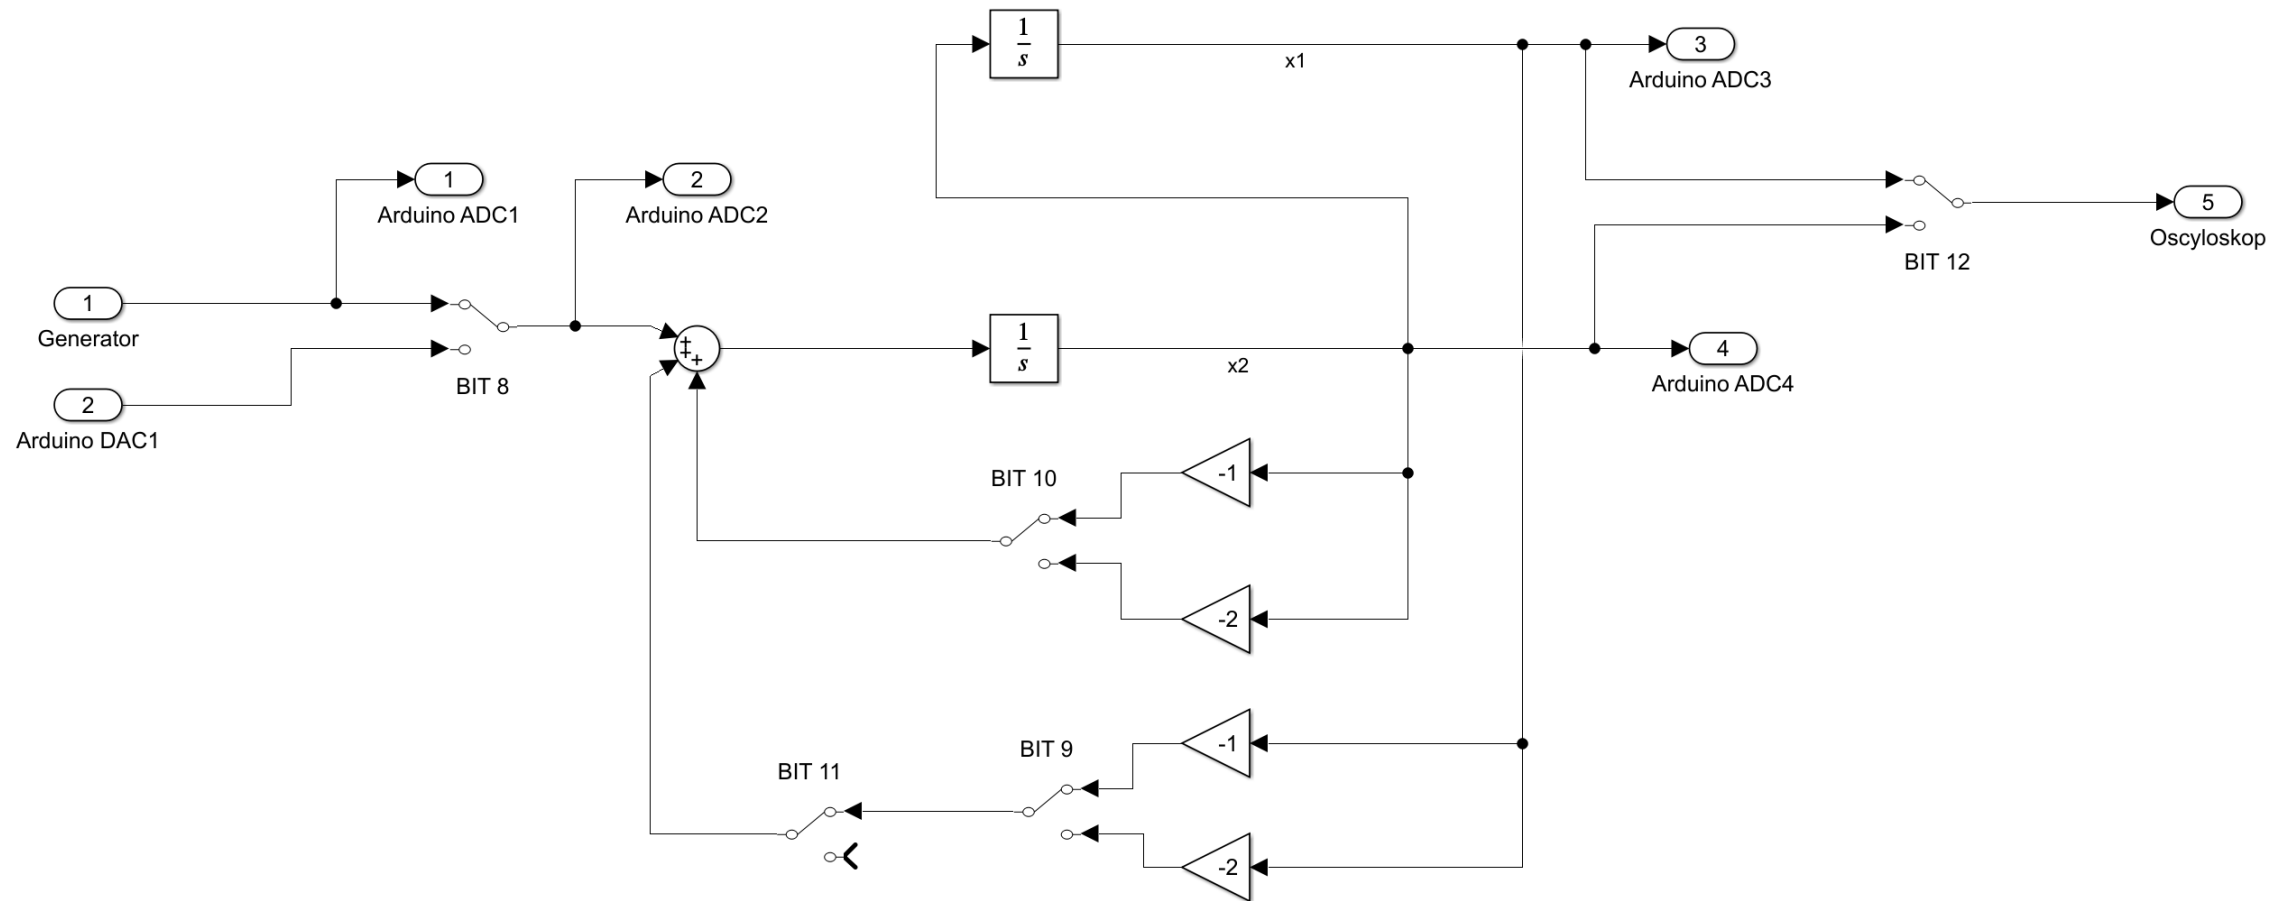 1
s
x1
3
Arduino ADC3
1
Arduino ADC1
2
Arduino ADC2
5
Oscyloskop
BIT 12
1
Generator
BIT 8
2
Arduino DAC1
+
+
+
1
s
x2
4
Arduino ADC4
-1
BIT 10
-2
-1
BIT 9
BIT 11
-2